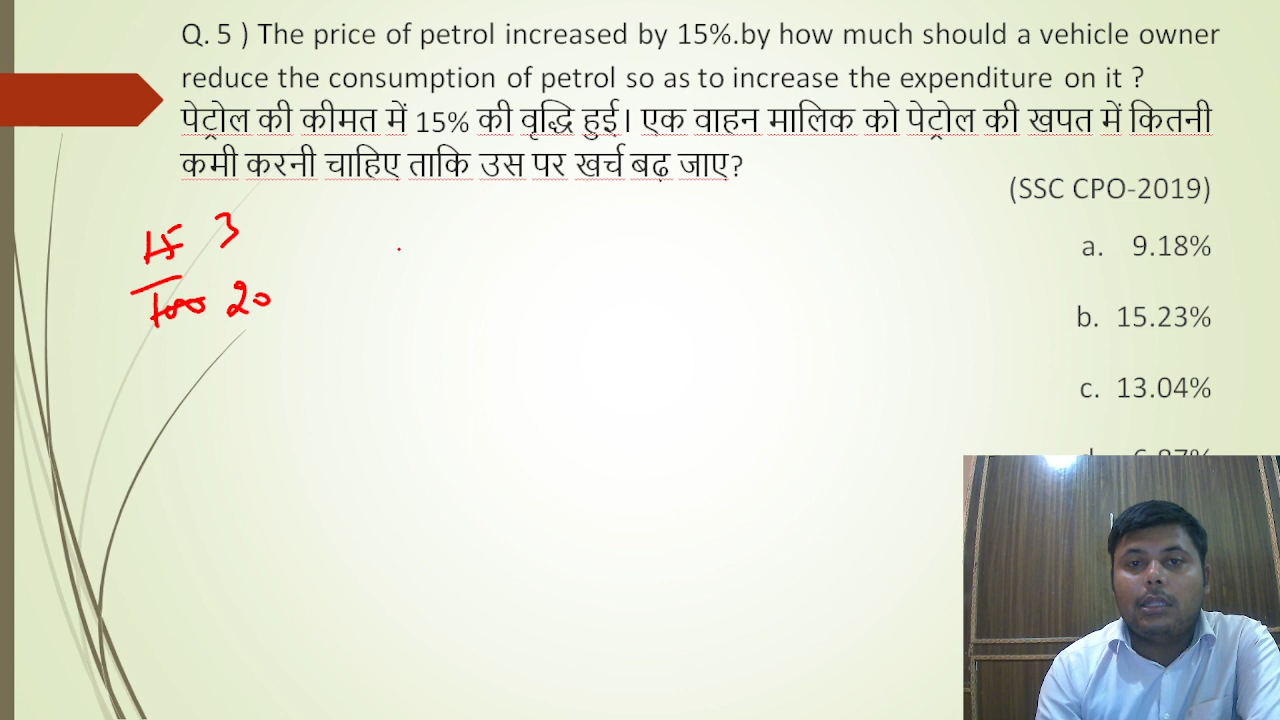 Q. 5 ) The price of petrol increased by 15%.by how much should a vehicle owner
reduce the consumption of petrol so as to increase the expenditure on it ?
पेट्रोल की कीमत में 15% की वृद्धि हुई। एक वाहन मालिक को पेट्रोल की खपत में कितनी
कमी करनी चाहिए ताकि उस पर खर्च बढ़ जाए?
(SSC CPO-2019)
15 3
100 20
a. 9.18%
b. 15.23%
c. 13.04%